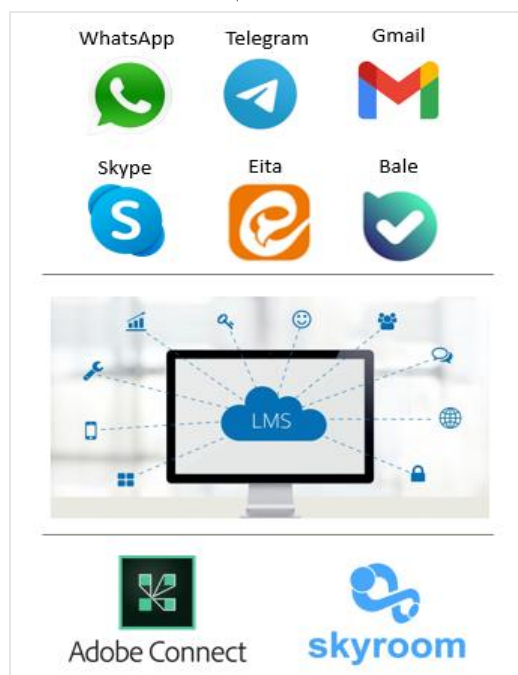 WhatsApp Telegram Gmail
Skype Eita Bale
S
LMS
Adobe Connect
skyroom